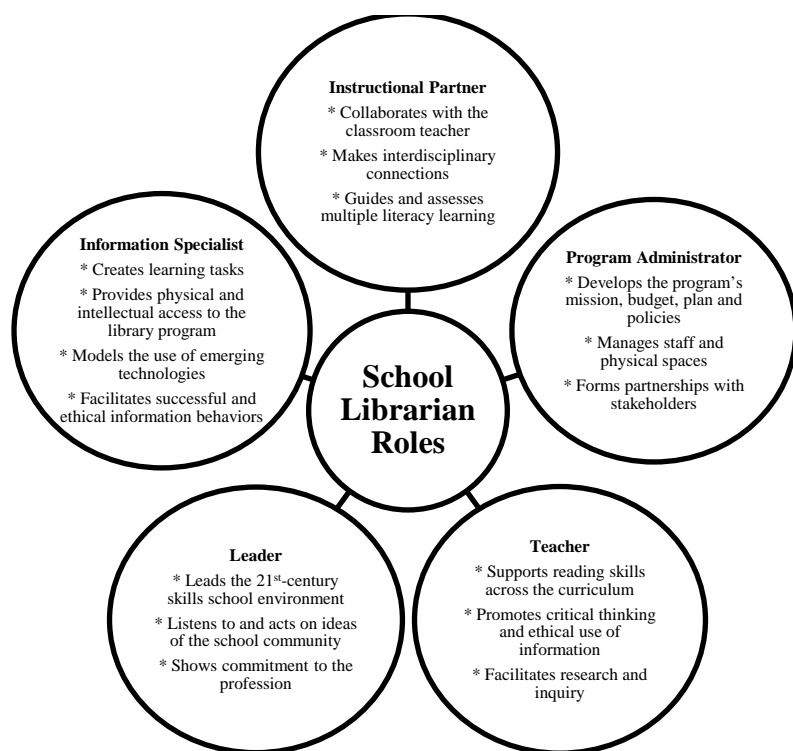 Instructional Partner
* Collaborates with the
classroom teacher
* Makes interdisciplinary
connections
* Guides and assesses
multiple literacy learning
Information Specialist
* Creates learning tasks
* Provides physical and
intellectual access to the
library program
* Models the use of emerging
technologies
* Facilitates successful and
ethical information behaviors
Program Administrator
* Develops the program’s
mission, budget, plan and
policies
* Manages staff and
physical spaces
* Forms partnerships with
stakeholders
School
Librarian
Roles
Leader
* Leads the 21st-century
skills school environment
* Listens to and acts on ideas
of the school community
* Shows commitment to the
profession
Teacher
* Supports reading skills
across the curriculum
* Promotes critical thinking
and ethical use of
information
* Facilitates research and
inquiry